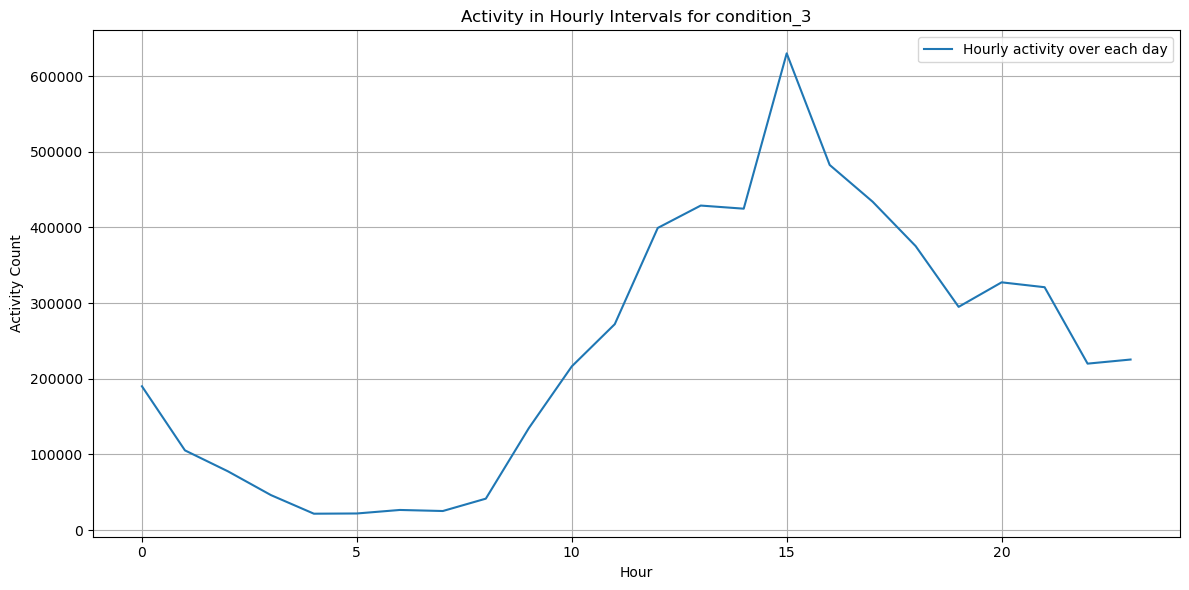 Activity in Hourly Intervals for condition_3
Hourly activity over each day
600000
500000
400000
300000
200000
100000
0
Activity Count
0 5 10 15 20
Hour